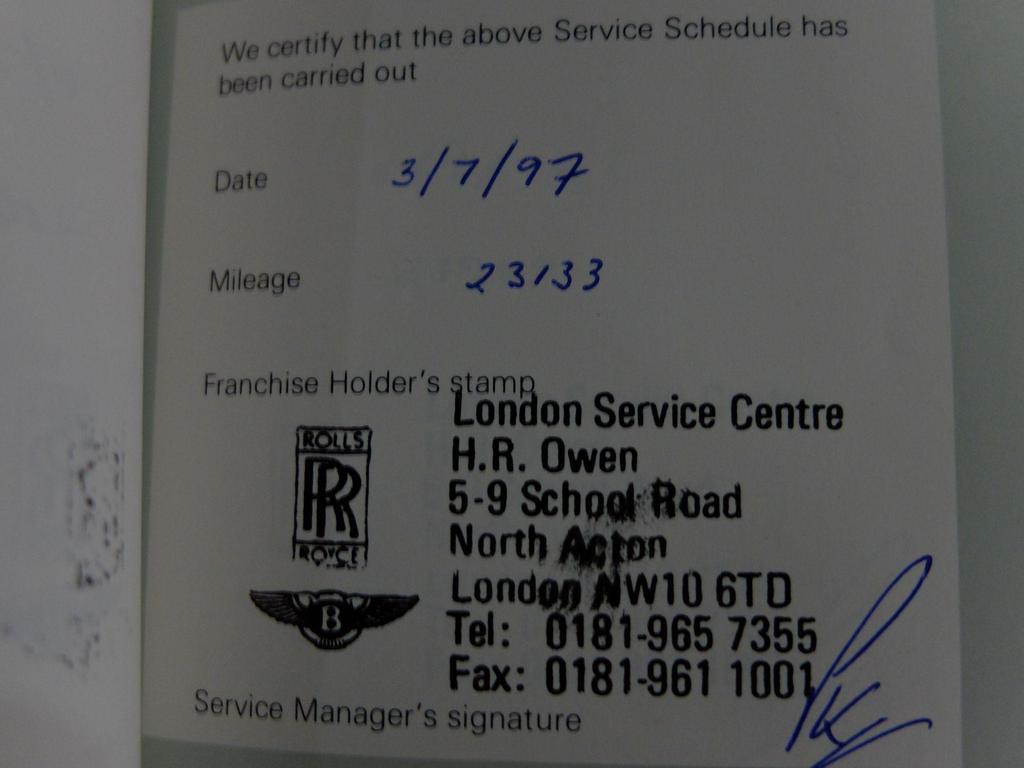 We certify that the above Service Schedule has
been carried out
Date 3/7/97
Mileage 23133
Franchise Holder's stamp
London Service Centre
H.R. Owen
5-9 School Road
North Acton
London NW10 6TD
Tel: 0181-965 7355
Fax: 0181-961 1001
ROLLS
RR
ROYCE
B
Service Manager's signature